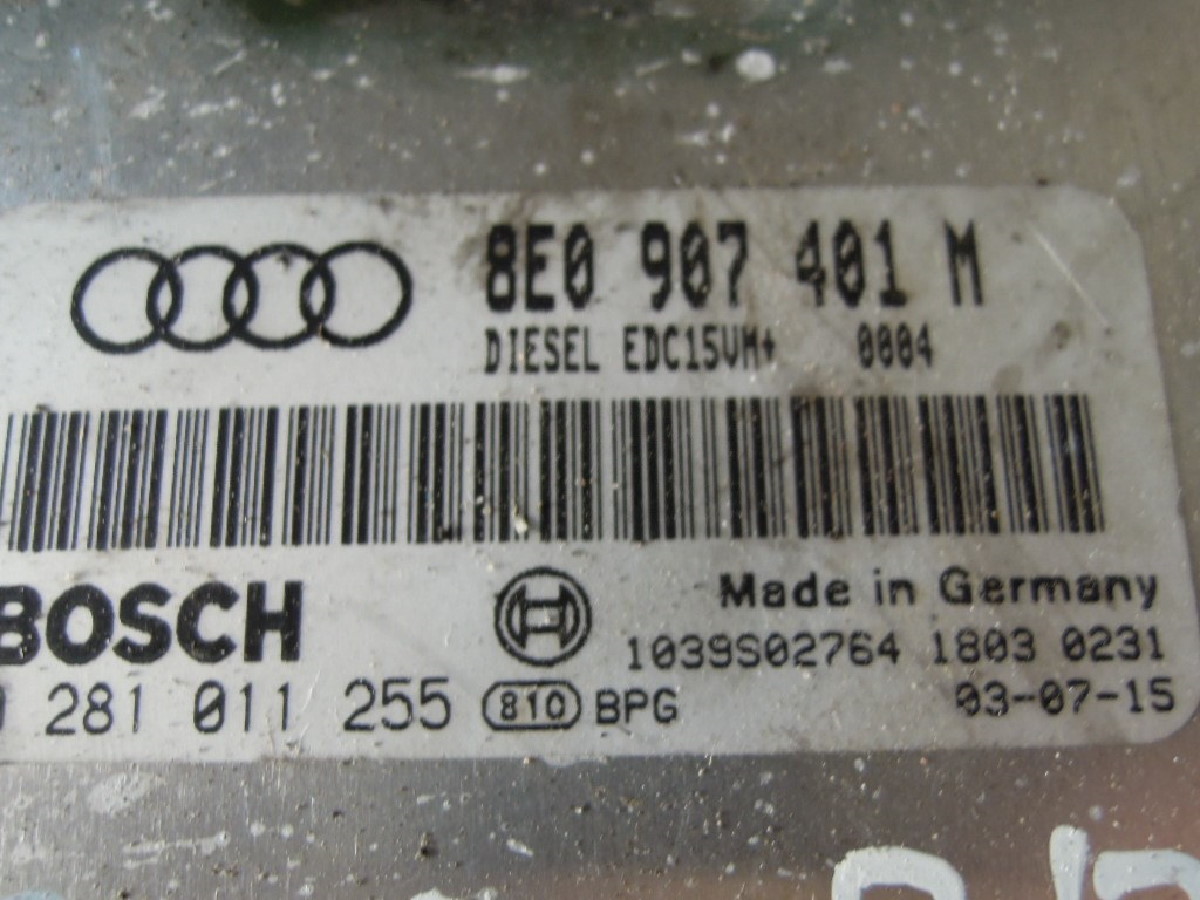 8E0 907 401 M
DIESEL EDC15VM+ 0004
BOSCH
Made in Germany
1039S02764 1803 0231
0 281 011 255 810 BPG 03-07-15